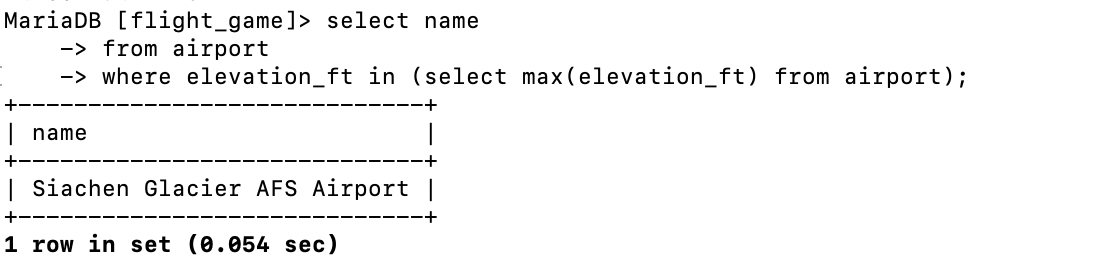 MariaDB [flight_game]> select name
    -> from airport
    -> where elevation_ft in (select max(elevation_ft) from airport);
+-----------------------------+
| name                        |
+-----------------------------+
| Siachen Glacier AFS Airport |
+-----------------------------+
1 row in set (0.054 sec)